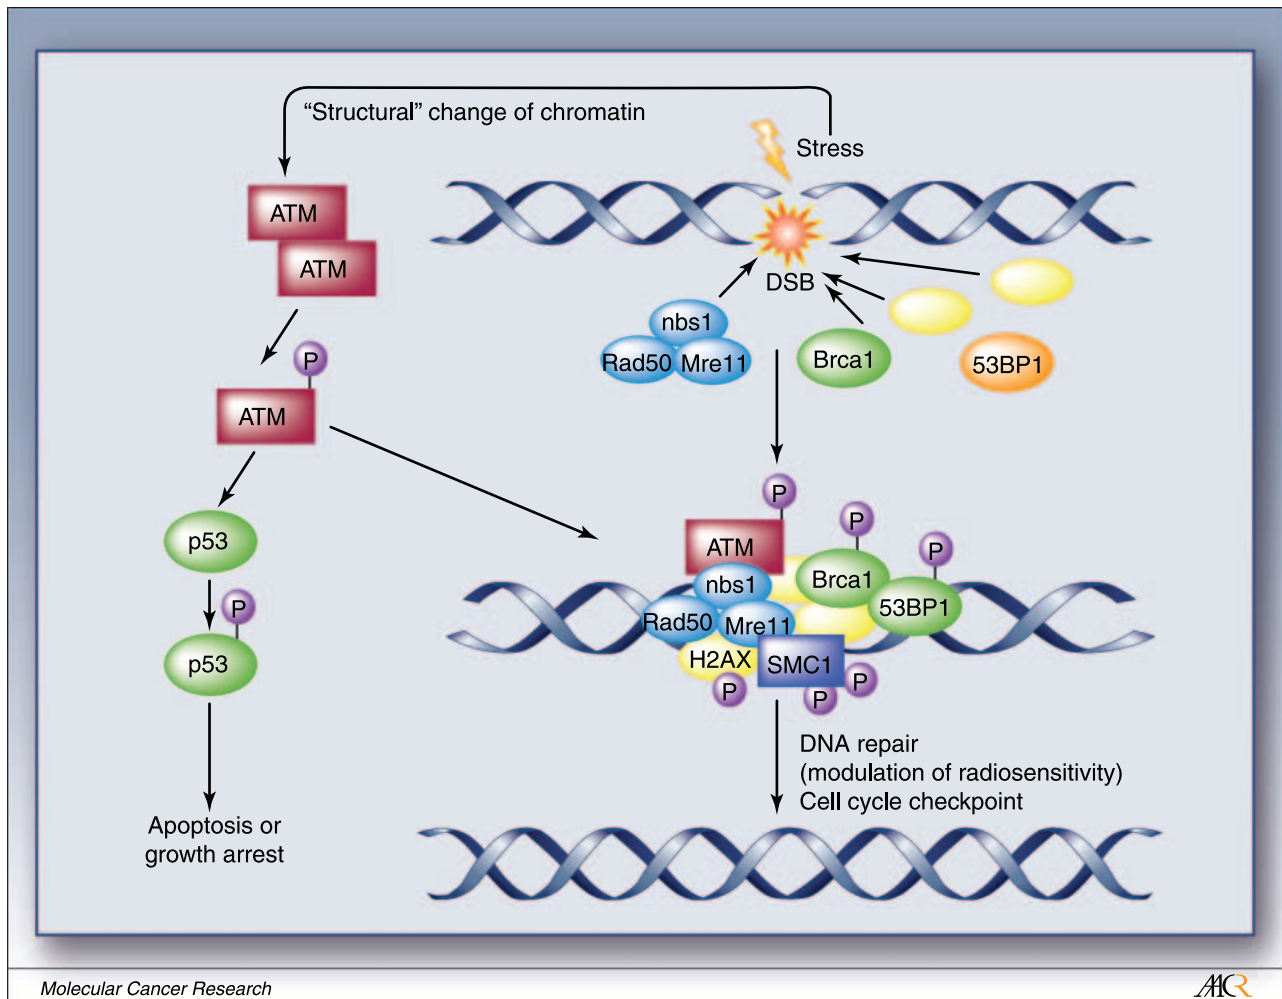 “Structural” change of chromatin
Stress
ATM
ATM
DSB
nbs1
Rad50
Mre11
Brca1
53BP1
P
ATM
P
ATM
P
Brca1
P
53BP1
nbs1
Rad50
Mre11
H2AX
SMC1
P
P
P
p53
P
p53
DNA repair
(modulation of radiosensitivity)
Cell cycle checkpoint
Apoptosis or
growth arrest
Molecular Cancer Research
AACR